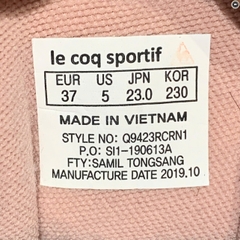 le coq sportif
EUR US JPN KOR
37 5 23.0 230
MADE IN VIETNAM
STYLE NO: Q9423RCRN1
P.O: SI1-190613A
FTY: SAMIL TONGSANG
MANUFACTURE DATE 2019.10